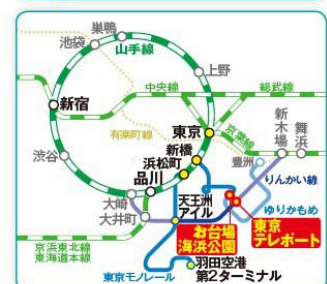 巣鴨
池袋
山手線
上野
中央線
総武線
新宿
有楽町線
東京
京葉線
新木場
舞浜
新橋
豊洲
渋谷
浜松町
品川
りんかい線
大崎
天王洲
アイル
ゆりかもめ
大井町
お台場
海浜公園
東京
テレポート
京浜東北線
東海道本線
羽田空港
第2ターミナル
東京モノレール